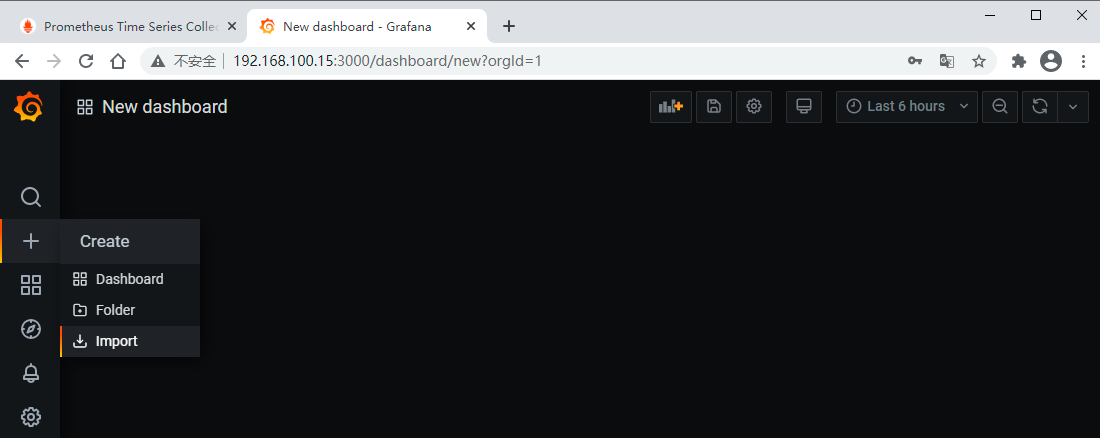 Prometheus Time Series Collec
New dashboard - Grafana
不安全 192.168.100.15:3000/dashboard/new?orgId=1
New dashboard
Last 6 hours
Create
Dashboard
Folder
Import